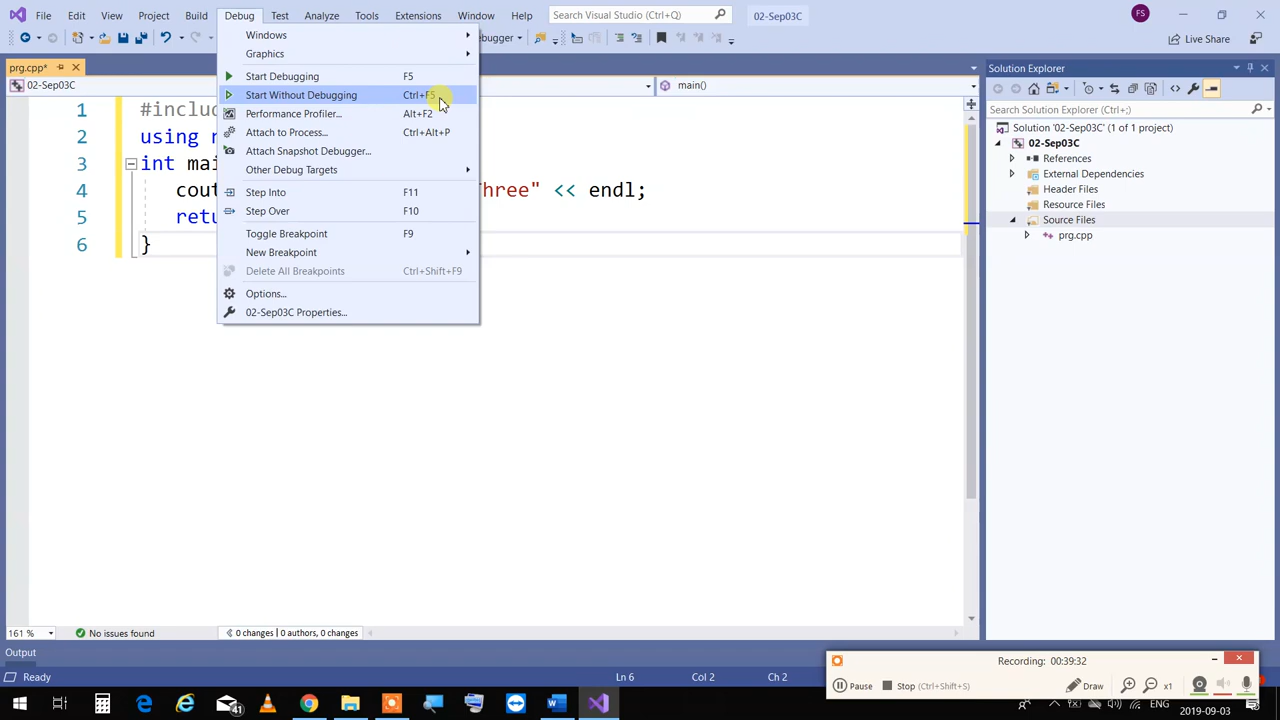 File Edit View Project Build Debug Test Analyze Tools Extensions Window Help Search Visual Studio (Ctrl+Q) 02-Sep03C FS
Live Share
prg.cpp*
02-Sep03C main()
Windows
Graphics
Start Debugging F5
Start Without Debugging Ctrl+F5
Performance Profiler... Alt+F2
Attach to Process... Ctrl+Alt+P
Attach Snapshot Debugger...
Other Debug Targets
Step Into F11
Step Over F10
Toggle Breakpoint F9
New Breakpoint
Delete All Breakpoints Ctrl+Shift+F9
Options...
02-Sep03C Properties...
1 #includ
2 using
3 int mai
4 cout Three" << endl;
5 retu
6 }
Solution Explorer
Search Solution Explorer (Ctrl+;)
Solution '02-Sep03C' (1 of 1 project)
02-Sep03C
References
External Dependencies
Header Files
Resource Files
Source Files
prg.cpp
161 % No issues found 0 changes | 0 authors, 0 changes
Output
Ready Ln 6 Col 2 Ch 2
Recording: 00:39:32
Pause Stop (Ctrl+Shift+S) Draw x1
41 ENG 7:38 PM
2019-09-03